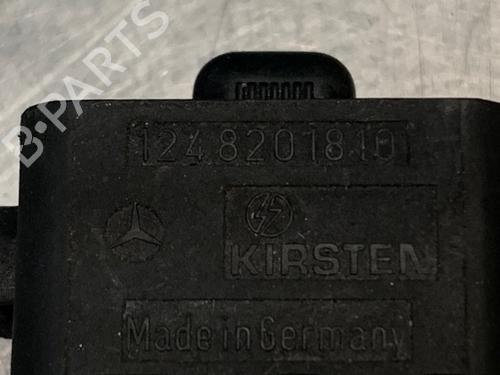 B-PARTS
1248201810
KIRSTEN
Made in Germany